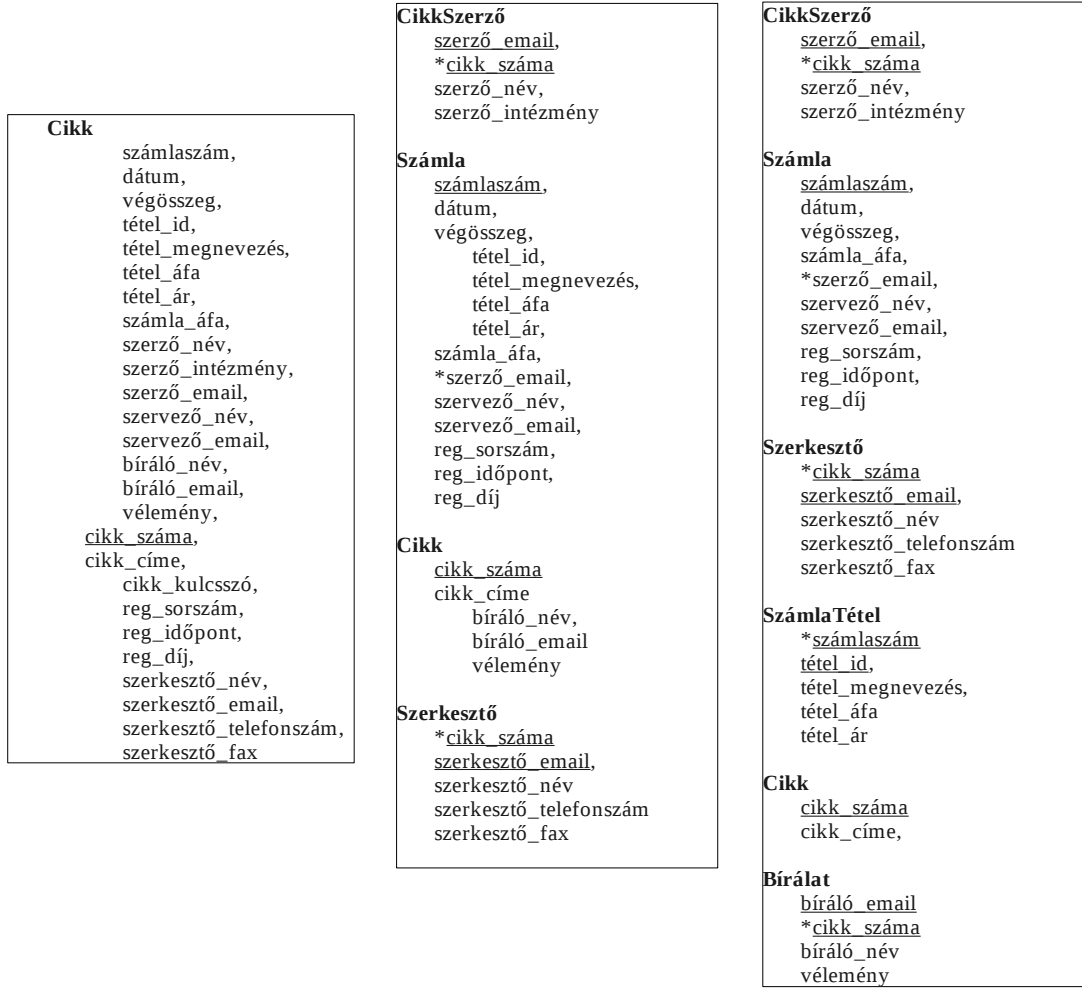 Cikk
számlaszám,
dátum,
végösszeg,
tétel_id,
tétel_megnevezés,
tétel_áfa
tétel_ár,
számla_áfa,
szerző_név,
szerző_intézmény,
szerző_email,
szervező_név,
szervező_email,
bíráló_név,
bíráló_email,
vélemény,
cikk_száma,
cikk_címe,
cikk_kulcsszó,
reg_sorszám,
reg_időpont,
reg_díj,
szerkesztő_név,
szerkesztő_email,
szerkesztő_telefonszám,
szerkesztő_fax
CikkSzerző
szerző_email,
*cikk_száma
szerző_név,
szerző_intézmény
Számla
számlaszám,
dátum,
végösszeg,
tétel_id,
tétel_megnevezés,
tétel_áfa
tétel_ár,
számla_áfa,
*szerző_email,
szervező_név,
szervező_email,
reg_sorszám,
reg_időpont,
reg_díj
Cikk
cikk_száma
cikk_címe
bíráló_név,
bíráló_email
vélemény
Szerkesztő
*cikk_száma
szerkesztő_email,
szerkesztő_név
szerkesztő_telefonszám
szerkesztő_fax
CikkSzerző
szerző_email,
*cikk_száma
szerző_név,
szerző_intézmény
Számla
számlaszám,
dátum,
végösszeg,
számla_áfa,
*szerző_email,
szervező_név,
szervező_email,
reg_sorszám,
reg_időpont,
reg_díj
Szerkesztő
*cikk_száma
szerkesztő_email,
szerkesztő_név
szerkesztő_telefonszám
szerkesztő_fax
SzámlaTétel
*számlaszám
tétel_id,
tétel_megnevezés,
tétel_áfa
tétel_ár
Cikk
cikk_száma
cikk_címe,
Bírálat
bíráló_email
*cikk_száma
bíráló_név
vélemény